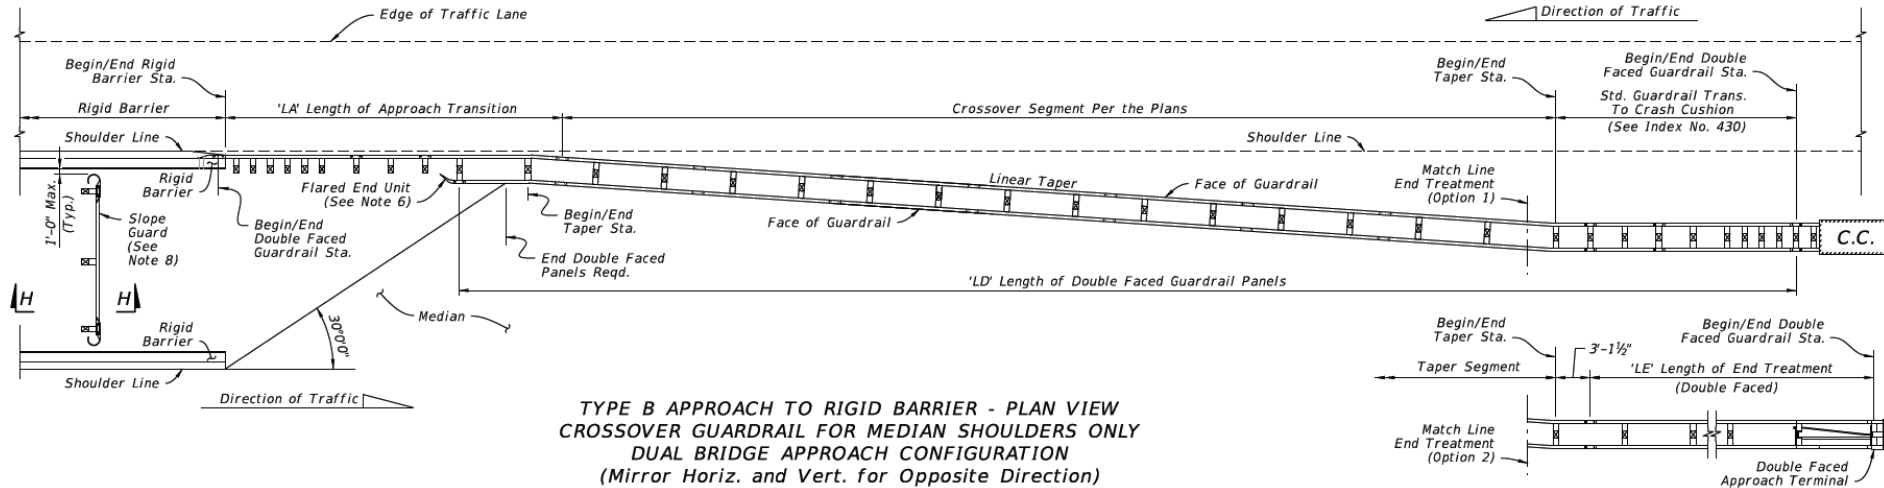 Edge of Traffic Lane
Direction of Traffic
Begin/End Rigid
Barrier Sta.
Begin/End
Taper Sta.
Begin/End Double
Faced Guardrail Sta.
Rigid Barrier
'LA' Length of Approach Transition
Crossover Segment Per the Plans
Std. Guardrail Trans.
To Crash Cushion
(See Index No. 430)
Shoulder Line
Shoulder Line
Rigid
Barrier
Flared End Unit
(See Note 6)
Linear Taper
Face of Guardrail
Match Line
End Treatment
(Option 1)
1'-0" Max.
(Typ.)
Slope
Guard
(See
Note 8)
Begin/End
Double Faced
Guardrail Sta.
Begin/End
Taper Sta.
Face of Guardrail
C.C.
End Double Faced
Panels Reqd.
'LD' Length of Double Faced Guardrail Panels
H
H
Median
30°0'0"
Rigid
Barrier
Shoulder Line
Direction of Traffic
Begin/End
Taper Sta.
3'-1½"
Begin/End Double
Faced Guardrail Sta.
Taper Segment
'LE' Length of End Treatment
(Double Faced)
Match Line
End Treatment
(Option 2)
Double Faced
Approach Terminal
TYPE B APPROACH TO RIGID BARRIER - PLAN VIEW
CROSSOVER GUARDRAIL FOR MEDIAN SHOULDERS ONLY
DUAL BRIDGE APPROACH CONFIGURATION
(Mirror Horiz. and Vert. for Opposite Direction)